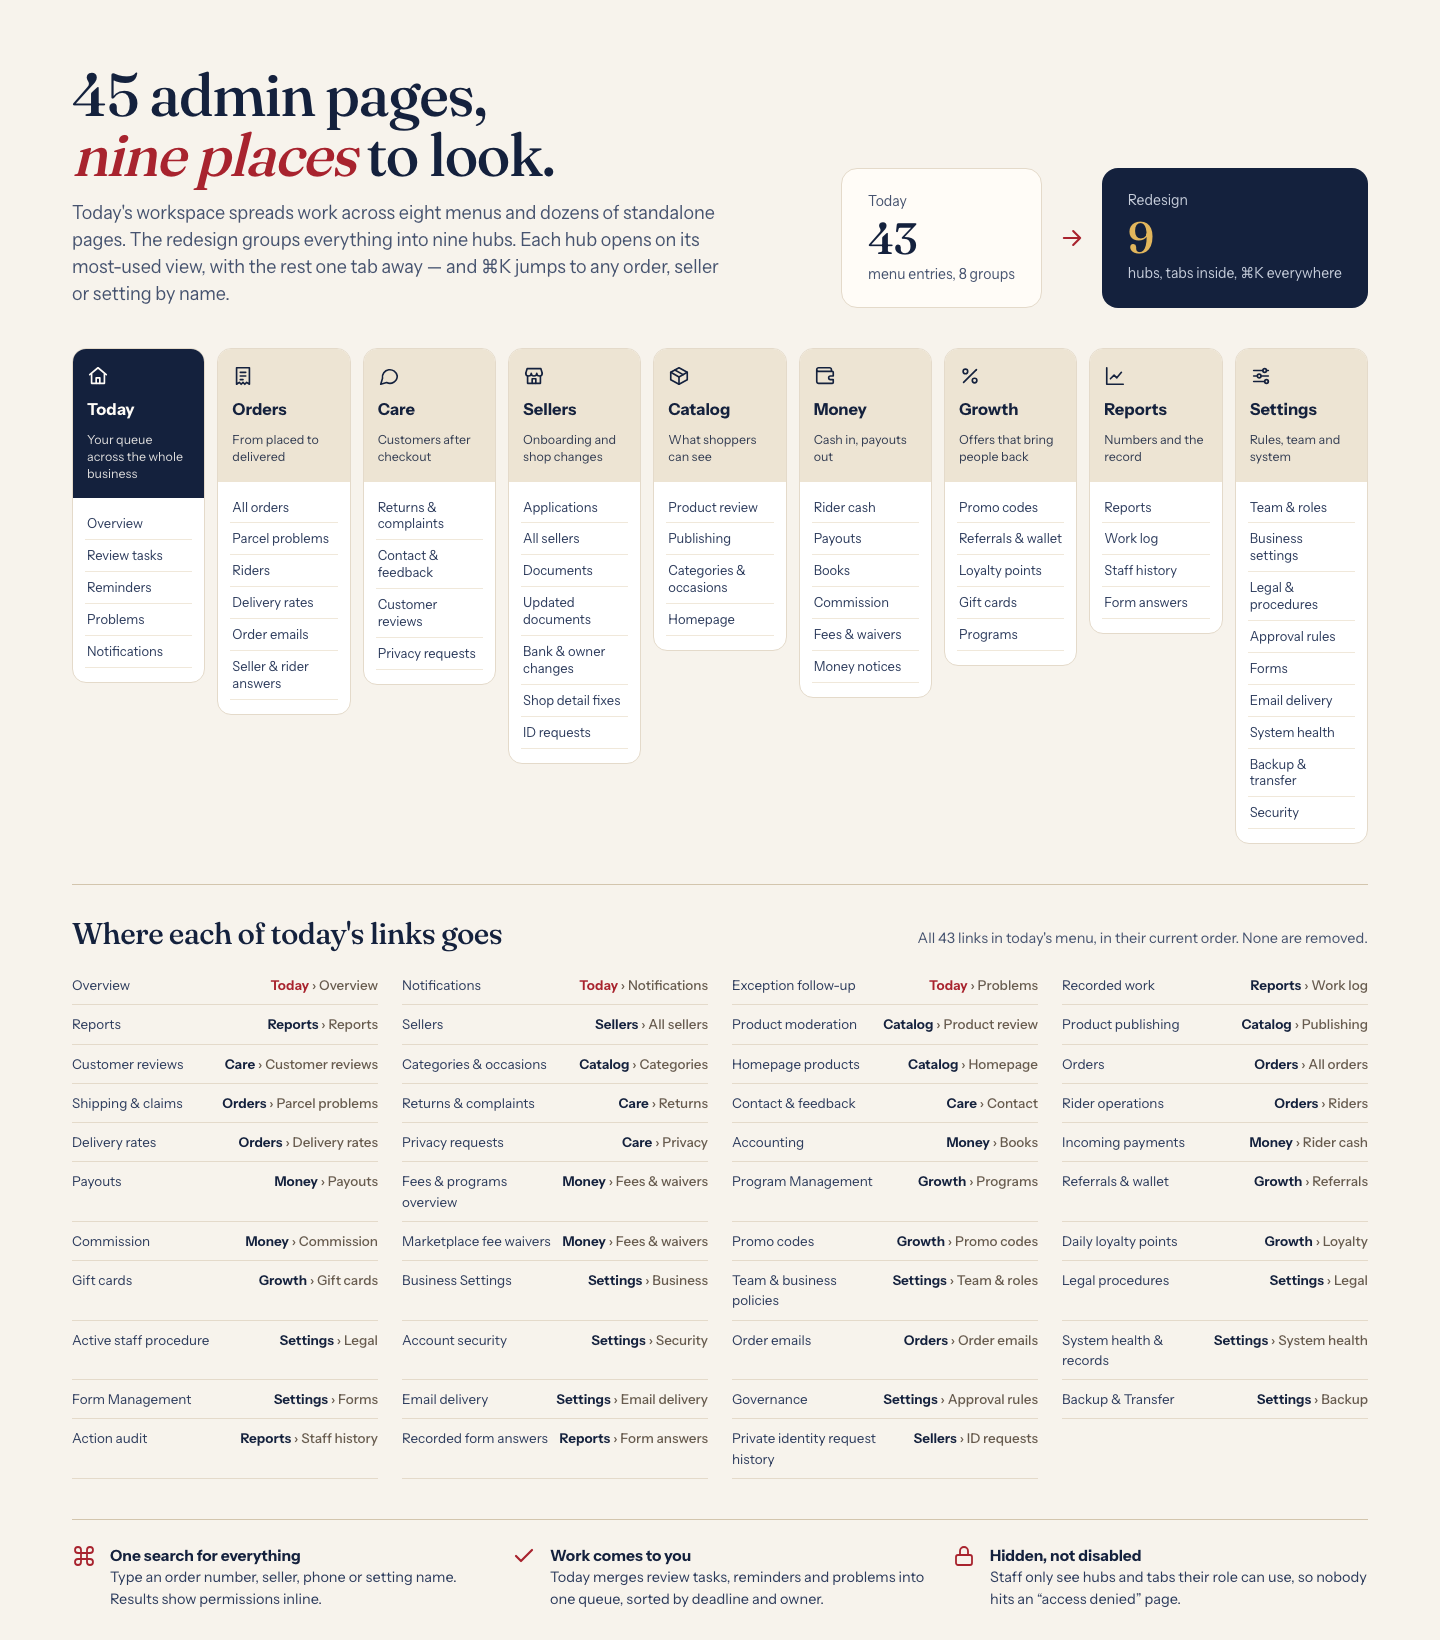 45 admin pages,
nine places to look.
Today's workspace spreads work across eight menus and dozens of standalone
pages. The redesign groups everything into nine hubs. Each hub opens on its
most-used view, with the rest one tab away — and ⌘K jumps to any order, seller
or setting by name.
Today
43
menu entries, 8 groups
Redesign
9
hubs, tabs inside, ⌘K everywhere
Today
Your queue
across the whole
business
Overview
Review tasks
Reminders
Problems
Notifications
Orders
From placed to
delivered
All orders
Parcel problems
Riders
Delivery rates
Order emails
Seller & rider
answers
Care
Customers after
checkout
Returns &
complaints
Contact &
feedback
Customer
reviews
Privacy requests
Sellers
Onboarding and
shop changes
Applications
All sellers
Documents
Updated
documents
Bank & owner
changes
Shop detail fixes
ID requests
Catalog
What shoppers
can see
Product review
Publishing
Categories &
occasions
Homepage
Money
Cash in, payouts
out
Rider cash
Payouts
Books
Commission
Fees & waivers
Money notices
Growth
Offers that bring
people back
Promo codes
Referrals & wallet
Loyalty points
Gift cards
Programs
Reports
Numbers and the
record
Reports
Work log
Staff history
Form answers
Settings
Rules, team and
system
Team & roles
Business
settings
Legal &
procedures
Approval rules
Forms
Email delivery
System health
Backup &
transfer
Security
Where each of today's links goes
All 43 links in today's menu, in their current order. None are removed.
Overview Today › Overview
Notifications Today › Notifications
Exception follow-up Today › Problems
Recorded work Reports › Work log
Reports Reports › Reports
Sellers Sellers › All sellers
Product moderation Catalog › Product review
Product publishing Catalog › Publishing
Customer reviews Care › Customer reviews
Categories & occasions Catalog › Categories
Homepage products Catalog › Homepage
Orders Orders › All orders
Shipping & claims Orders › Parcel problems
Returns & complaints Care › Returns
Contact & feedback Care › Contact
Rider operations Orders › Riders
Delivery rates Orders › Delivery rates
Privacy requests Care › Privacy
Accounting Money › Books
Incoming payments Money › Rider cash
Payouts Money › Payouts
Fees & programs Money › Fees & waivers
overview
Program Management Growth › Programs
Referrals & wallet Growth › Referrals
Commission Money › Commission
Marketplace fee waivers Money › Fees & waivers
Promo codes Growth › Promo codes
Daily loyalty points Growth › Loyalty
Gift cards Growth › Gift cards
Business Settings Settings › Business
Team & business Settings › Team & roles
policies
Legal procedures Settings › Legal
Active staff procedure Settings › Legal
Account security Settings › Security
Order emails Orders › Order emails
System health & Settings › System health
records
Form Management Settings › Forms
Email delivery Settings › Email delivery
Governance Settings › Approval rules
Backup & Transfer Settings › Backup
Action audit Reports › Staff history
Recorded form answers Reports › Form answers
Private identity request Sellers › ID requests
history
One search for everything
Type an order number, seller, phone or setting name.
Results show permissions inline.
Work comes to you
Today merges review tasks, reminders and problems into
one queue, sorted by deadline and owner.
Hidden, not disabled
Staff only see hubs and tabs their role can use, so nobody
hits an “access denied” page.